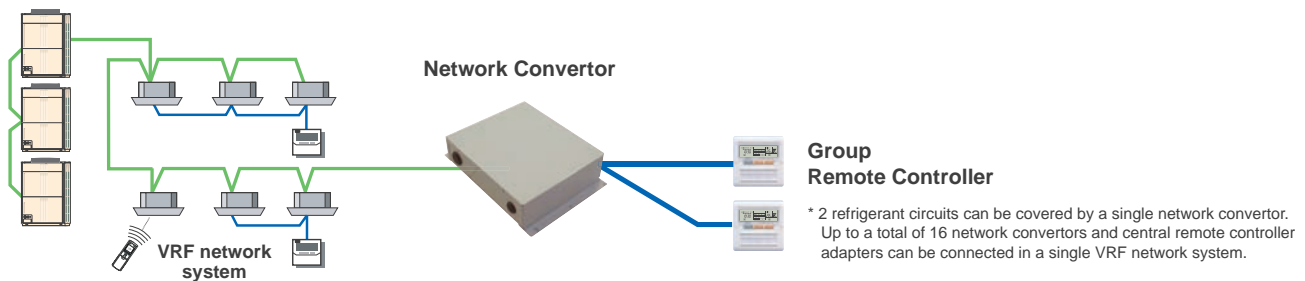 Network Convertor
VRF network
system
Group
Remote Controller
* 2 refrigerant circuits can be covered by a single network convertor.
Up to a total of 16 network convertors and central remote controller
adapters can be connected in a single VRF network system.